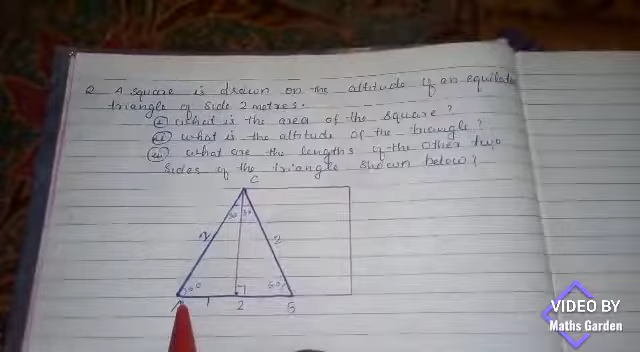 Q A square is drawn on the altitude of an equilate
triangle of side 2 metres.
(i) what is the area of the square?
(ii) what is the altitude of the triangle?
(iii) what are the lengths of the other two
sides of the triangle shown below?
C
30 30
2 2
60° 60
1 2 B
VIDEO BY
Maths Garden